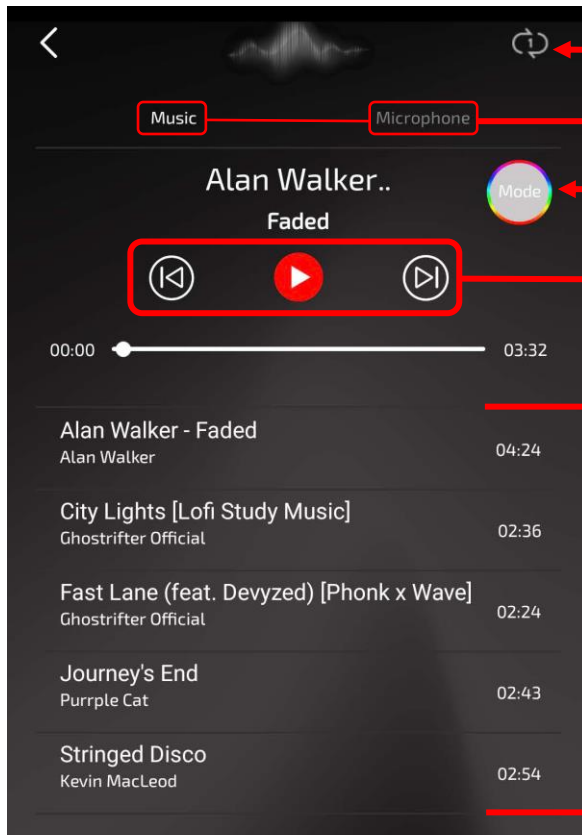 1
Music Microphone
Alan Walker..
Mode
Faded
00:00 03:32
Alan Walker - Faded
Alan Walker
04:24
City Lights [Lofi Study Music]
Ghostrifter Official
02:36
Fast Lane (feat. Devyzed) [Phonk x Wave]
Ghostrifter Official
02:24
Journey's End
Purrple Cat
02:43
Stringed Disco
Kevin MacLeod
02:54